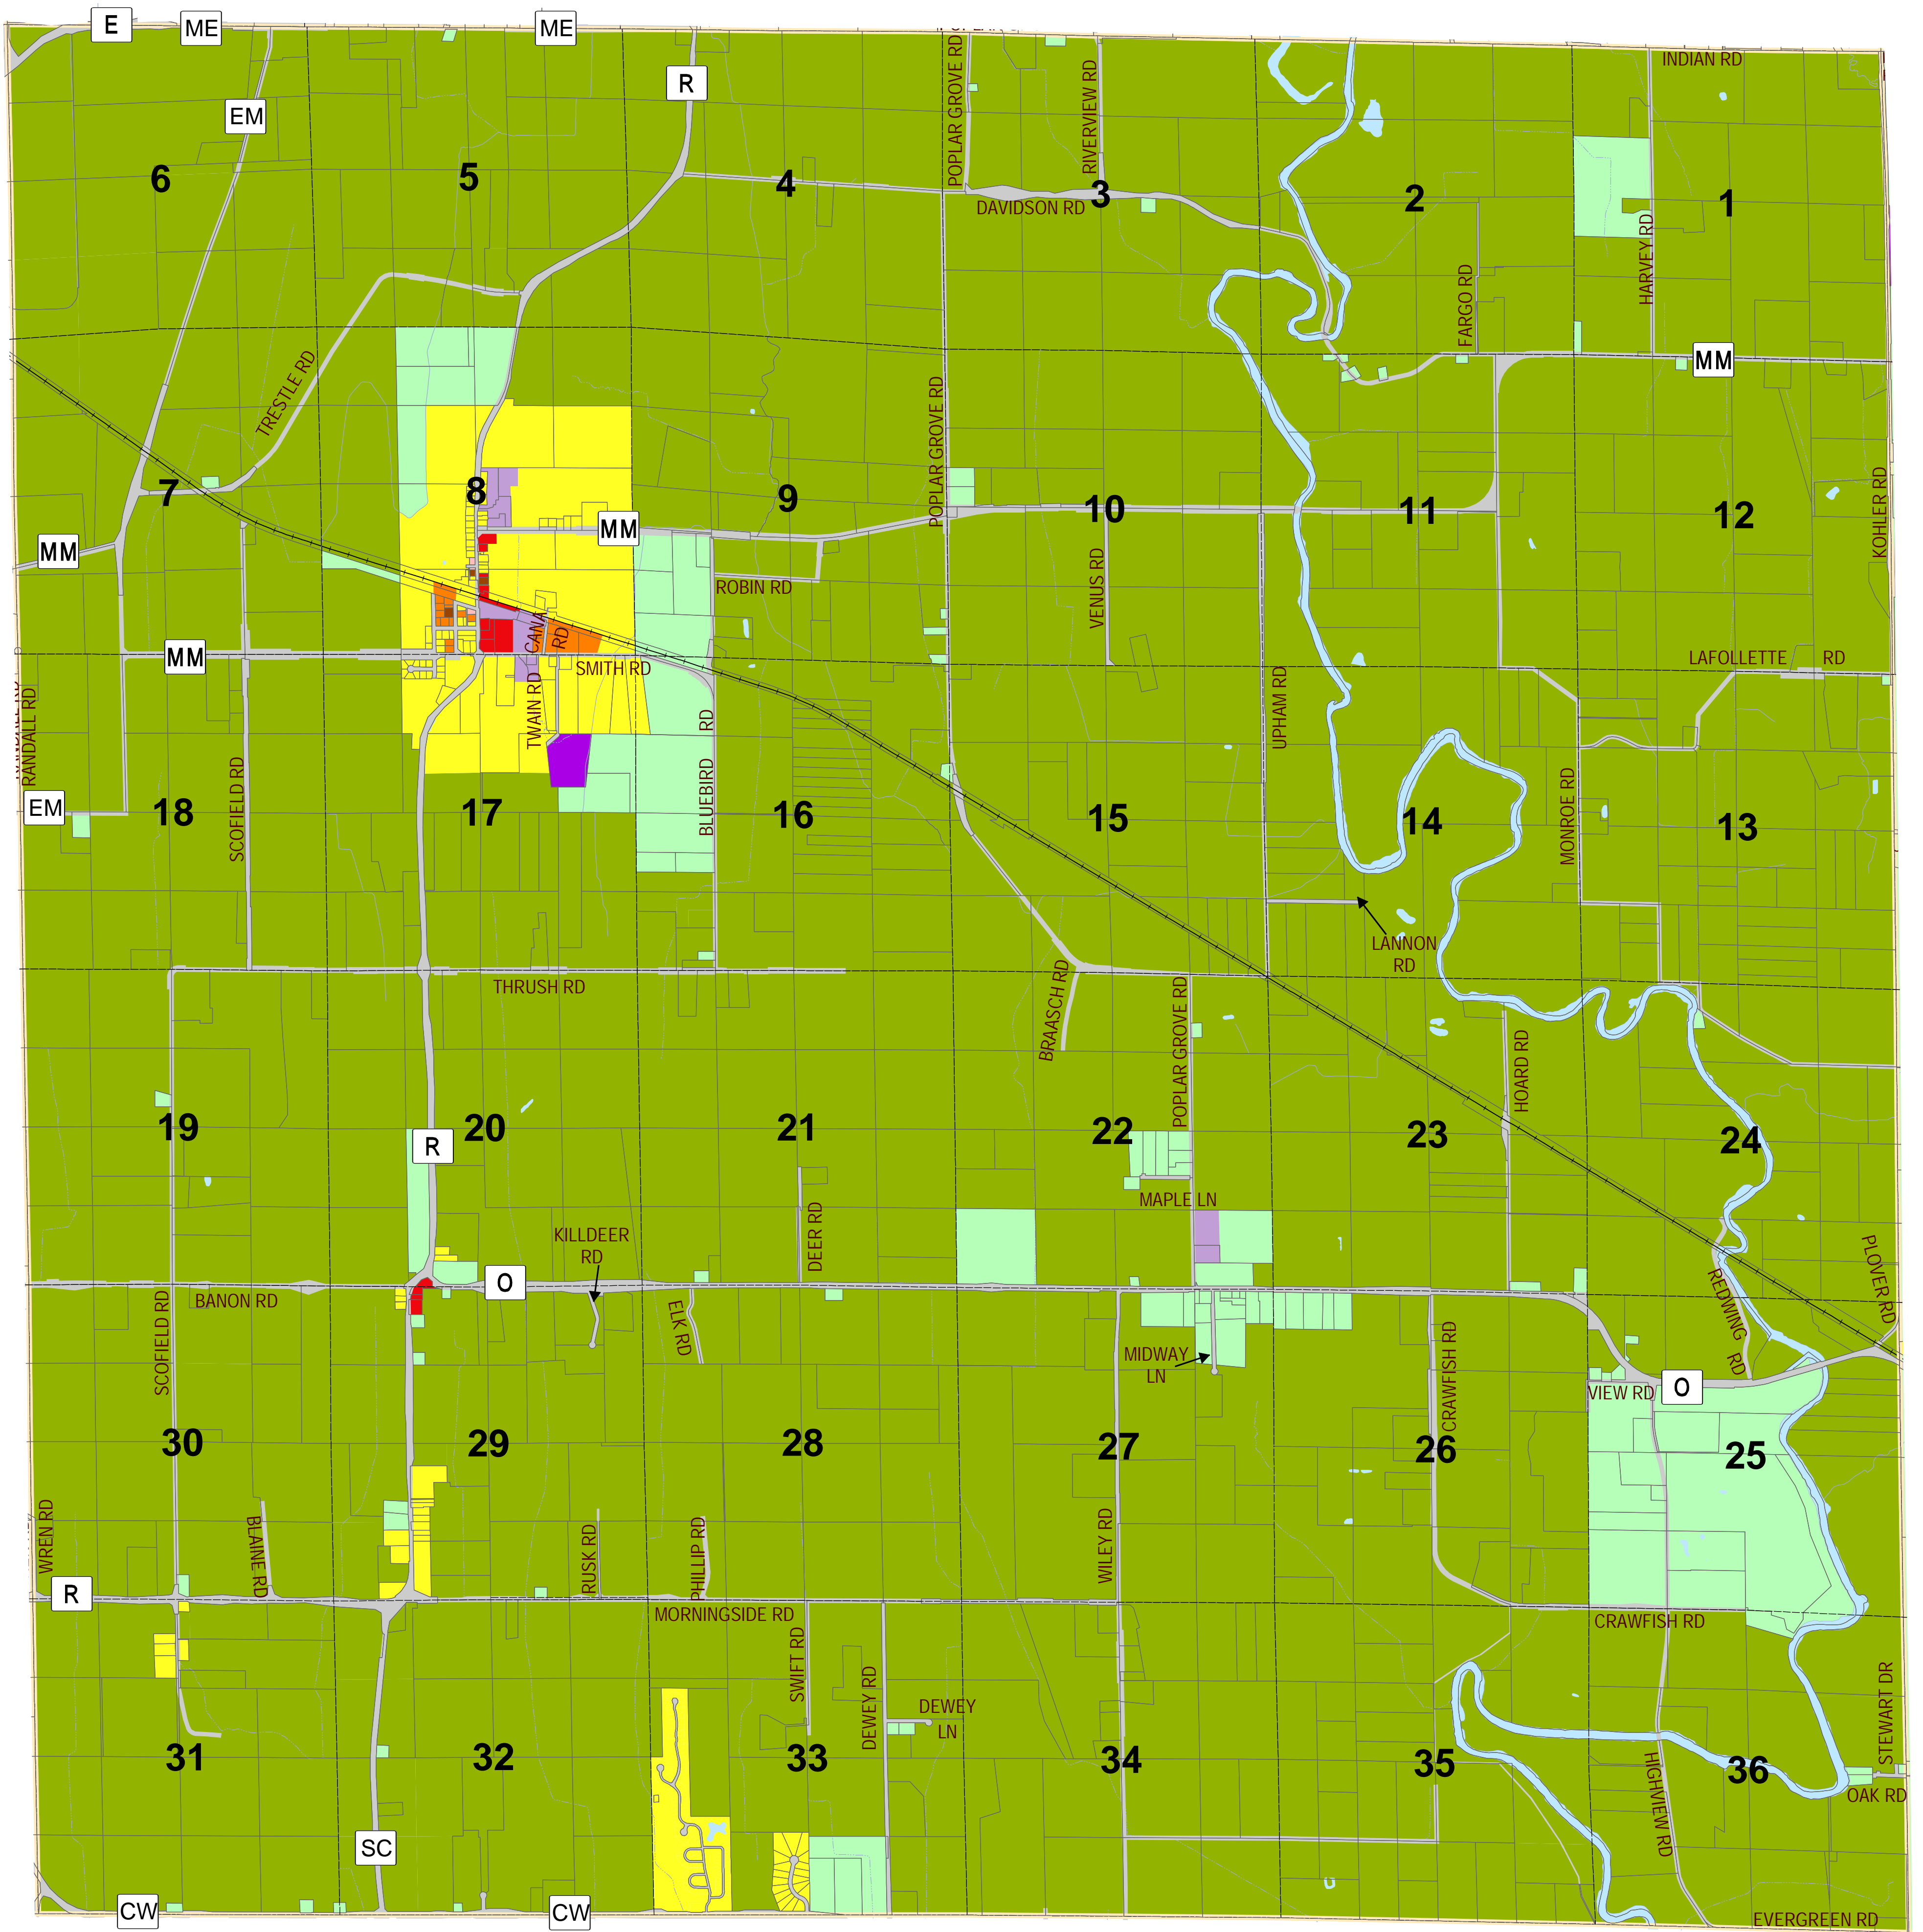 E
ME
ME
INDIAN RD
R
POPLAR GROVE RD
RIVERVIEW RD
EM
6
5
4
3
2
1
DAVIDSON RD
HARVEY RD
FARGO RD
TRESTLE RD
MM
POPLAR GROVE RD
7
8
9
10
11
12
KOHLER RD
MM
MM
ROBIN RD
VENUS RD
CANA
RD
MM
SMITH RD
LAFOLLETTE RD
RANDALL RD
TWAIN RD
BLUEBIRD RD
UPHAM RD
SCOFIELD RD
MONROE RD
EM
18
17
16
15
14
13
LANNON
RD
THRUSH RD
BRAASCH RD
POPLAR GROVE RD
HOARD RD
19
20
21
22
23
24
R
MAPLE LN
DEER RD
KILLDEER
RD
PLOVER RD
O
BANON RD
REDWING RD
SCOFIELD RD
ELK RD
MIDWAY
LN
CRAWFISH RD
VIEW RD
O
30
29
28
27
26
25
WREN RD
BLAINE RD
RUSK RD
PHILLIP RD
WILEY RD
R
MORNINGSIDE RD
CRAWFISH RD
SWIFT RD
DEWEY RD
DEWEY
LN
STEWART DR
31
32
33
34
35
36
HIGHVIEW RD
OAK RD
SC
CW
CW
EVERGREEN RD